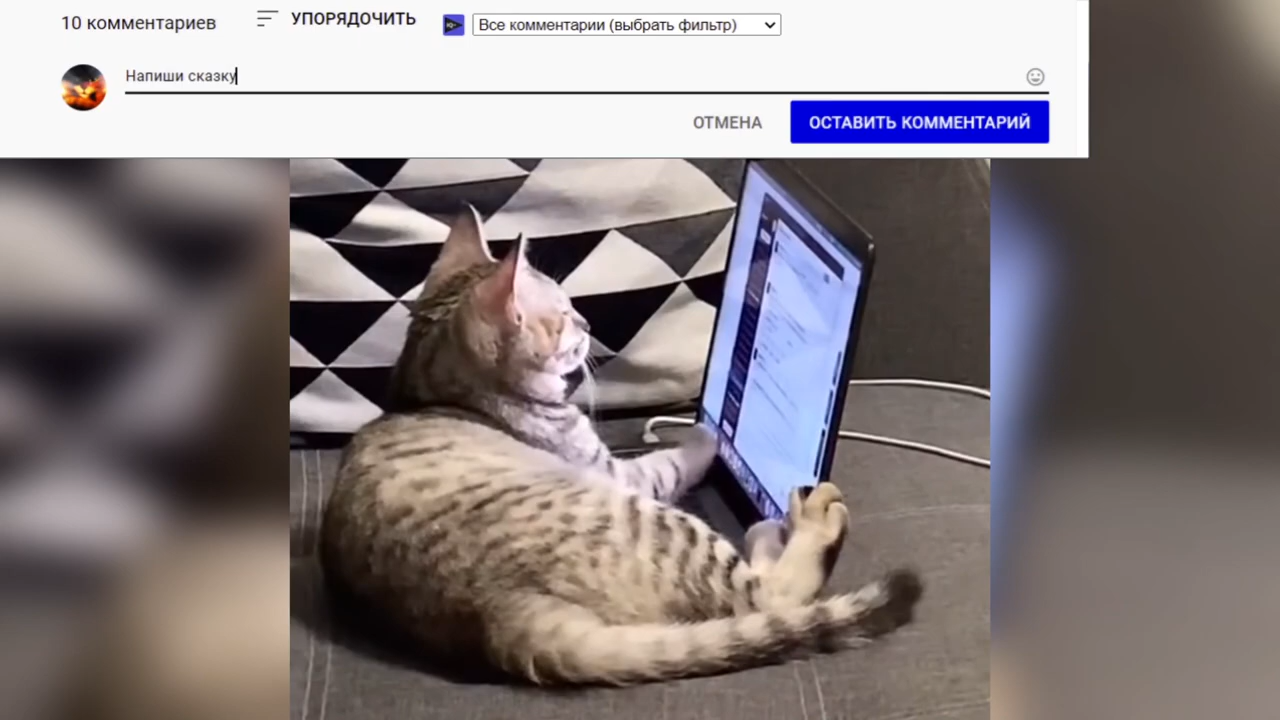 10 комментариев
УПОРЯДОЧИТЬ
Все комментарии (выбрать фильтр)
Напиши сказку
ОТМЕНА
ОСТАВИТЬ КОММЕНТАРИЙ